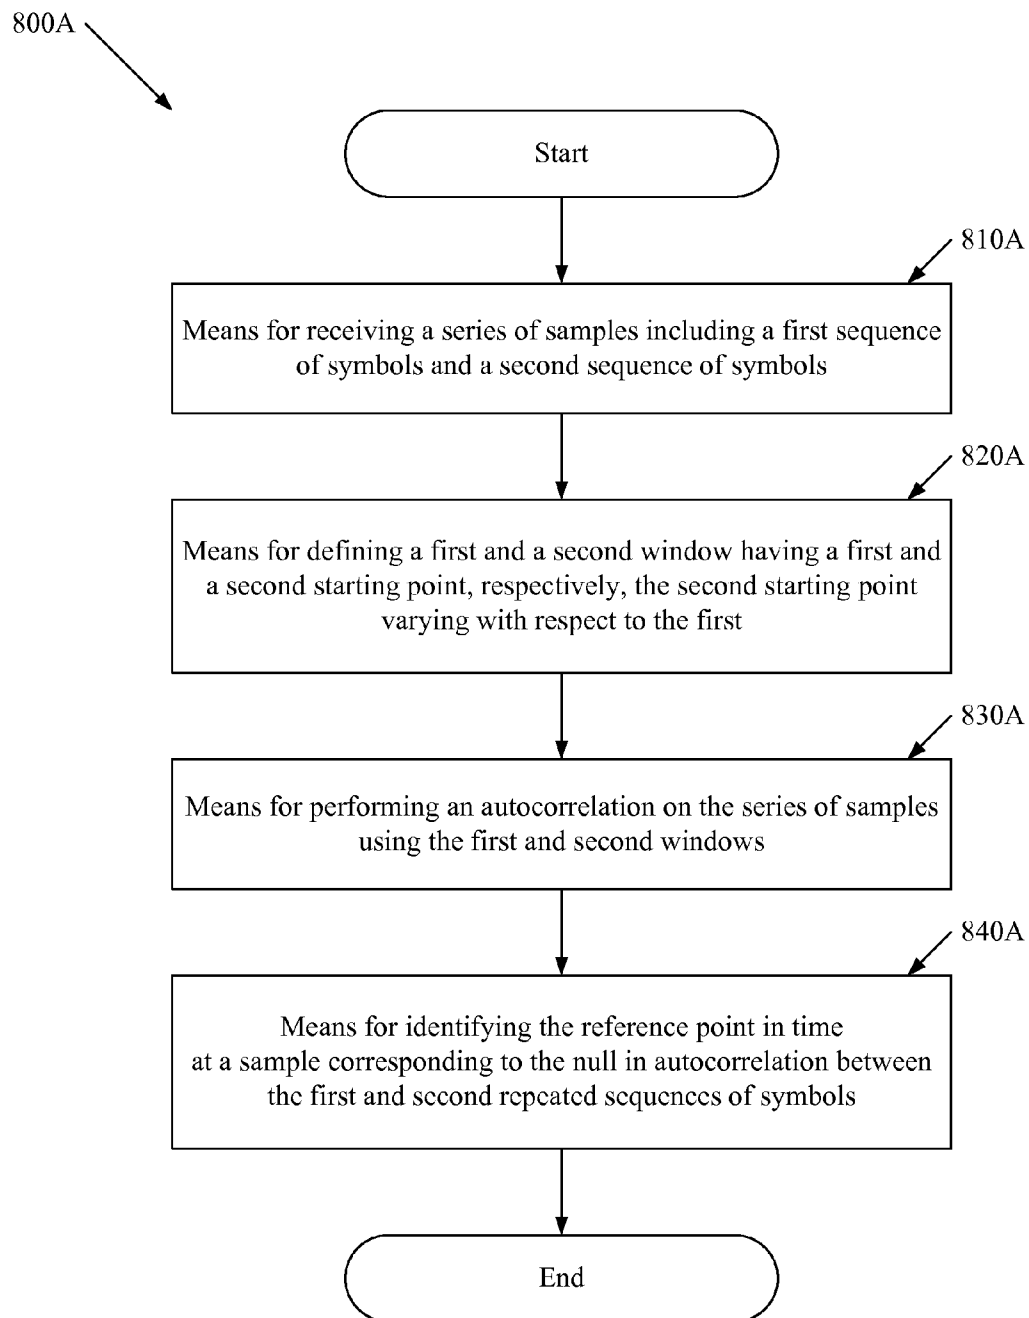 800A
Start
810A
Means for receiving a series of samples including a first sequence
of symbols and a second sequence of symbols
820A
Means for defining a first and a second window having a first and
a second starting point, respectively, the second starting point
varying with respect to the first
830A
Means for performing an autocorrelation on the series of samples
using the first and second windows
840A
Means for identifying the reference point in time
at a sample corresponding to the null in autocorrelation between
the first and second repeated sequences of symbols
End